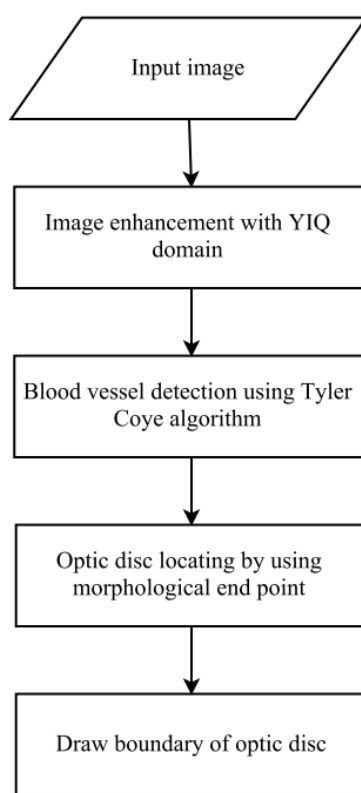 Input image
Image enhancement with YIQ
domain
Blood vessel detection using Tyler
Coye algorithm
Optic disc locating by using
morphological end point
Draw boundary of optic disc